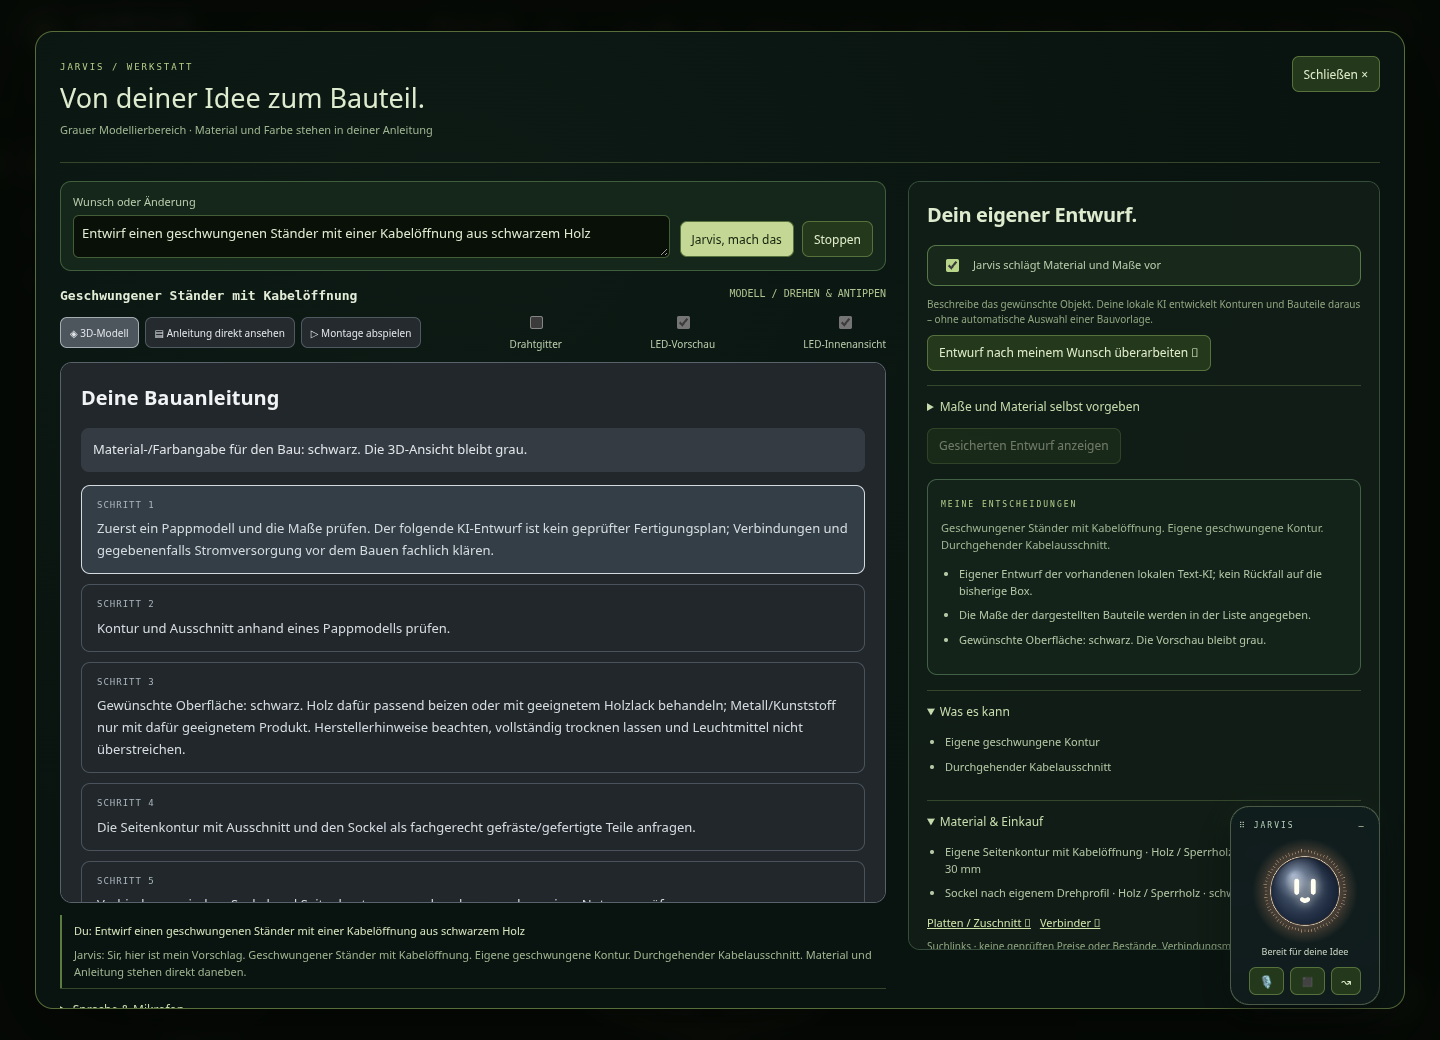 JARVIS / WERKSTATT
Von deiner Idee zum Bauteil.
Grauer Modellierbereich · Material und Farbe stehen in deiner Anleitung
Schließen ×
Wunsch oder Änderung
Entwirf einen geschwungenen Ständer mit einer Kabelöffnung aus schwarzem Holz
Jarvis, mach das
Stoppen
Geschwungener Ständer mit Kabelöffnung
MODELL / DREHEN & ANTIPPEN
◈ 3D-Modell
▤ Anleitung direkt ansehen
▷ Montage abspielen
Drahtgitter
LED-Vorschau
LED-Innenansicht
Deine Bauanleitung
Material-/Farbangabe für den Bau: schwarz. Die 3D-Ansicht bleibt grau.
SCHRITT 1
Zuerst ein Pappmodell und die Maße prüfen. Der folgende KI-Entwurf ist kein geprüfter Fertigungsplan; Verbindungen und
gegebenenfalls Stromversorgung vor dem Bauen fachlich klären.
SCHRITT 2
Kontur und Ausschnitt anhand eines Pappmodells prüfen.
SCHRITT 3
Gewünschte Oberfläche: schwarz. Holz dafür passend beizen oder mit geeignetem Holzlack behandeln; Metall/Kunststoff
nur mit dafür geeignetem Produkt. Herstellerhinweise beachten, vollständig trocknen lassen und Leuchtmittel nicht
überstreichen.
SCHRITT 4
Die Seitenkontur mit Ausschnitt und den Sockel als fachgerecht gefräste/gefertigte Teile anfragen.
SCHRITT 5
Du: Entwirf einen geschwungenen Ständer mit einer Kabelöffnung aus schwarzem Holz
Jarvis: Sir, hier ist mein Vorschlag. Geschwungener Ständer mit Kabelöffnung. Eigene geschwungene Kontur. Durchgehender Kabelausschnitt. Material und
Anleitung stehen direkt daneben.
Dein eigener Entwurf.
Jarvis schlägt Material und Maße vor
Beschreibe das gewünschte Objekt. Deine lokale KI entwickelt Konturen und Bauteile daraus
– ohne automatische Auswahl einer Bauvorlage.
Entwurf nach meinem Wunsch überarbeiten
▶ Maße und Material selbst vorgeben
Gesicherten Entwurf anzeigen
MEINE ENTSCHEIDUNGEN
Geschwungener Ständer mit Kabelöffnung. Eigene geschwungene Kontur.
Durchgehender Kabelausschnitt.
• Eigener Entwurf der vorhandenen lokalen Text-KI; kein Rückfall auf die
bisherige Box.
• Die Maße der dargestellten Bauteile werden in der Liste angegeben.
• Gewünschte Oberfläche: schwarz. Die Vorschau bleibt grau.
▼ Was es kann
• Eigene geschwungene Kontur
• Durchgehender Kabelausschnitt
▼ Material & Einkauf
• Eigene Seitenkontur mit Kabelöffnung · Holz / Sperrholz
30 mm
• Sockel nach eigenem Drehprofil · Holz / Sperrholz ·
Platten / Zuschnitt
Verbinder
Suchlinks · keine geprüften Preise oder Bestände.
JARVIS
Bereit für deine Idee